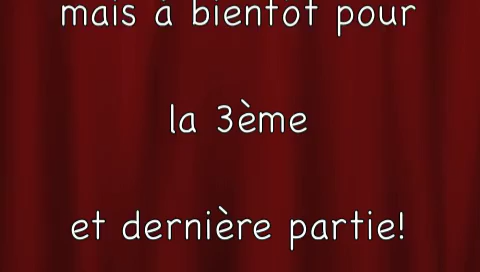 mais à bientôt pour
la 3ème
et dernière partie!